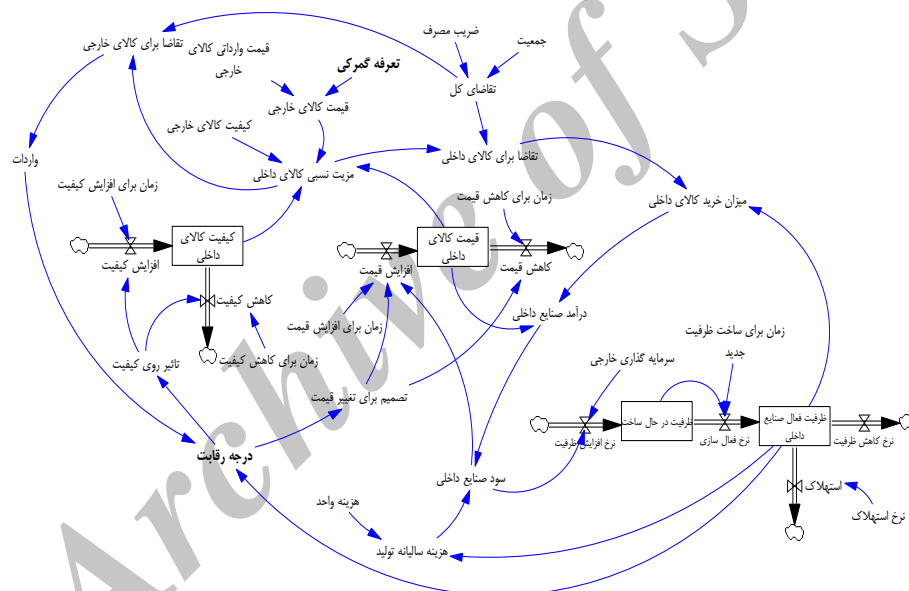 ضریب مصرف
جمعیت
تقاضا برای کالای خارجی
قیمت وارداتی کالای
خارجی
تعرفه گمرکی
تقاضای کل
قیمت کالای خارجی
کیفیت کالای خارجی
واردات
تقاضا برای کالای داخلی
مزیت نسبی کالای داخلی
زمان برای افزایش کیفیت
زمان برای کاهش قیمت
میزان خرید کالای داخلی
کیفیت کالای
داخلی
قیمت کالای
داخلی
افزایش کیفیت
افزایش قیمت
کاهش قیمت
کاهش کیفیت
درآمد صنایع داخلی
زمان برای افزایش قیمت
زمان برای ساخت ظرفیت
جدید
تاثیر روی کیفیت
زمان برای کاهش کیفیت
سرمایه گذاری خارجی
تصمیم برای تغییر قیمت
ظرفیت در حال ساخت
ظرفیت فعال صنایع
داخلی
نرخ افزایش ظرفیت
نرخ فعال سازی
نرخ کاهش ظرفیت
درجه رقابت
سود صنایع داخلی
استهلاک
هزینه واحد
نرخ استهلاک
هزینه سالیانه تولید
Archive of S